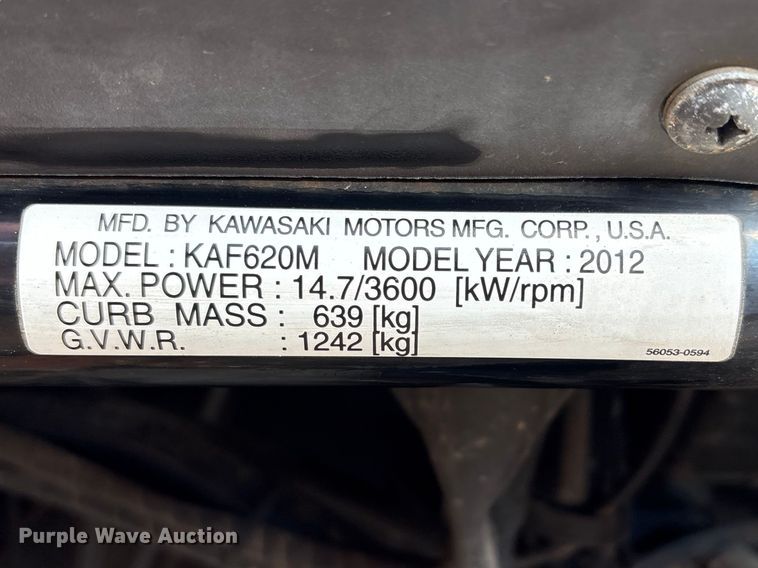 MFD. BY KAWASAKI MOTORS MFG. CORP., U.S.A.
MODEL : KAF620M MODEL YEAR : 2012
MAX. POWER : 14.7/3600 [kW/rpm]
CURB MASS : 639 [kg]
G.V.W.R. : 1242 [kg]
56053-0594
Purple Wave Auction®